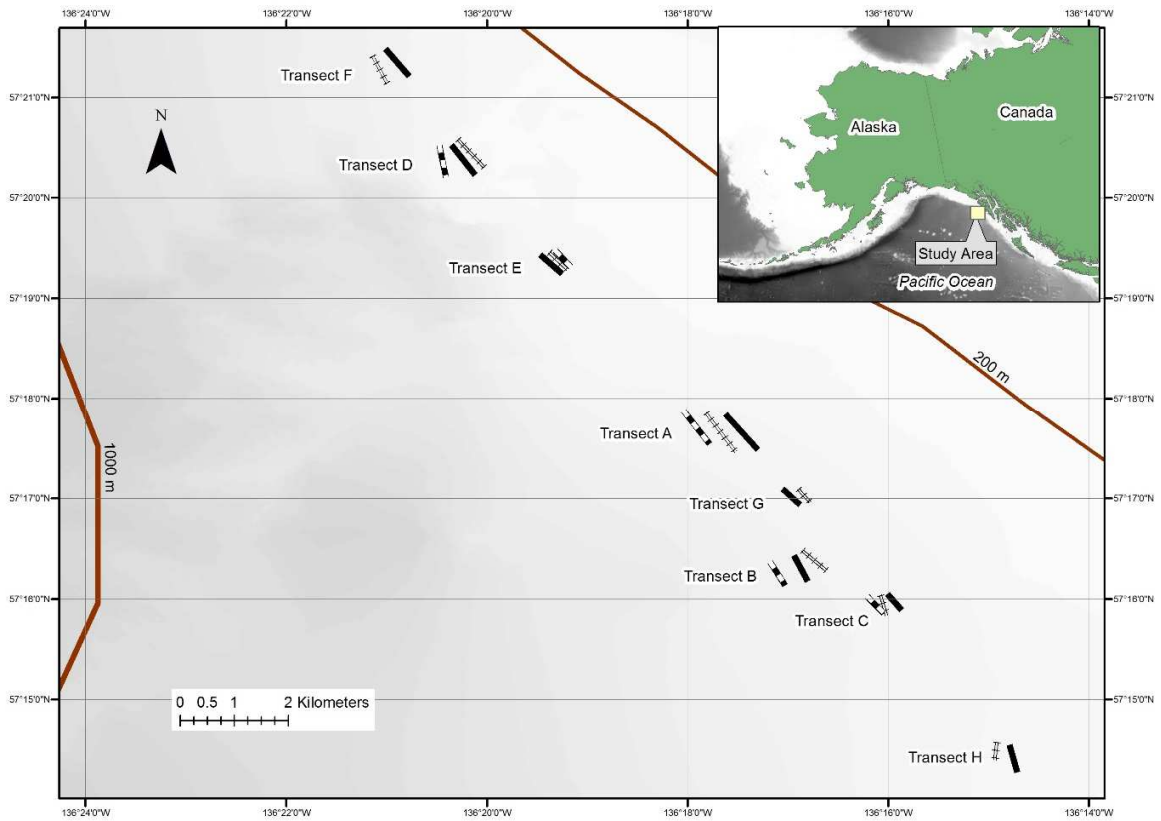 136°24'0"W 136°22'0"W 136°20'0"W 136°18'0"W 136°16'0"W 136°14'0"W
Transect F
57°21'0"N 57°21'0"N
N
Alaska
Canada
Transect D
57°20'0"N 57°20'0"N
Study Area
Pacific Ocean
Transect E
57°19'0"N 57°19'0"N
200 m
57°18'0"N 57°18'0"N
Transect A
1000 m
57°17'0"N 57°17'0"N
Transect G
Transect B
57°16'0"N 57°16'0"N
Transect C
57°15'0"N 57°15'0"N
0 0.5 1 2 Kilometers
Transect H
136°24'0"W 136°22'0"W 136°20'0"W 136°18'0"W 136°16'0"W 136°14'0"W